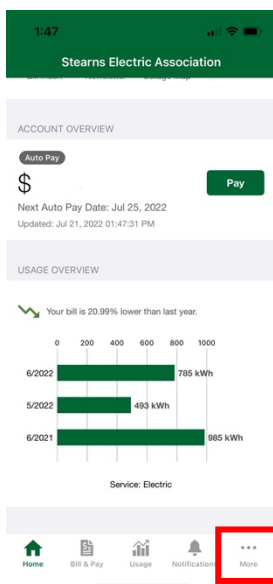 1:47
Stearns Electric Association
ACCOUNT OVERVIEW
Auto Pay
$
Pay
Next Auto Pay Date: Jul 25, 2022
Updated: Jul 21, 2022 01:47:31 PM
USAGE OVERVIEW
Your bill is 20.99% lower than last year.
0 200 400 600 800 1000
6/2022 785 kWh
5/2022 493 kWh
6/2021 985 kWh
Service: Electric
Home Bill & Pay Usage Notifications More